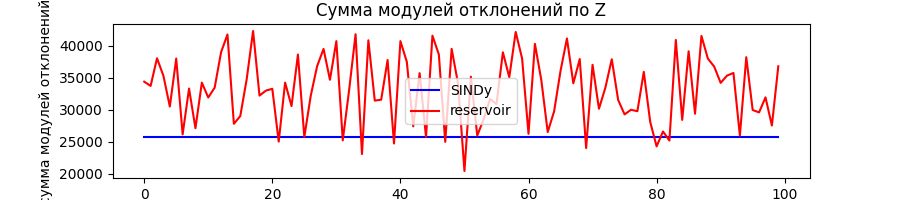 Сумма модулей отклонений по Z
сумма модулей отклонений
40000
35000
30000
25000
20000
SINDy
reservoir
0
20
40
60
80
100